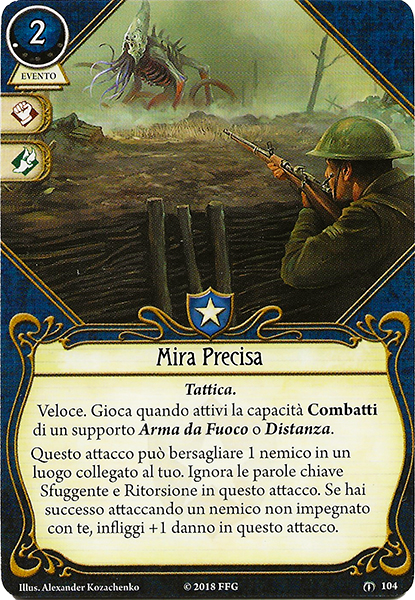 2
EVENTO
Mira Precisa
Tattica.
Veloce. Gioca quando attivi la capacità Combatti
di un supporto Arma da Fuoco o Distanza.
Questo attacco può bersagliare 1 nemico in un
luogo collegato al tuo. Ignora le parole chiave
Sfuggente e Ritorsione in questo attacco. Se hai
successo attaccando un nemico non impegnato
con te, infliggi +1 danno in questo attacco.
Illus. Alexander Kozachenko © 2018 FFG 104